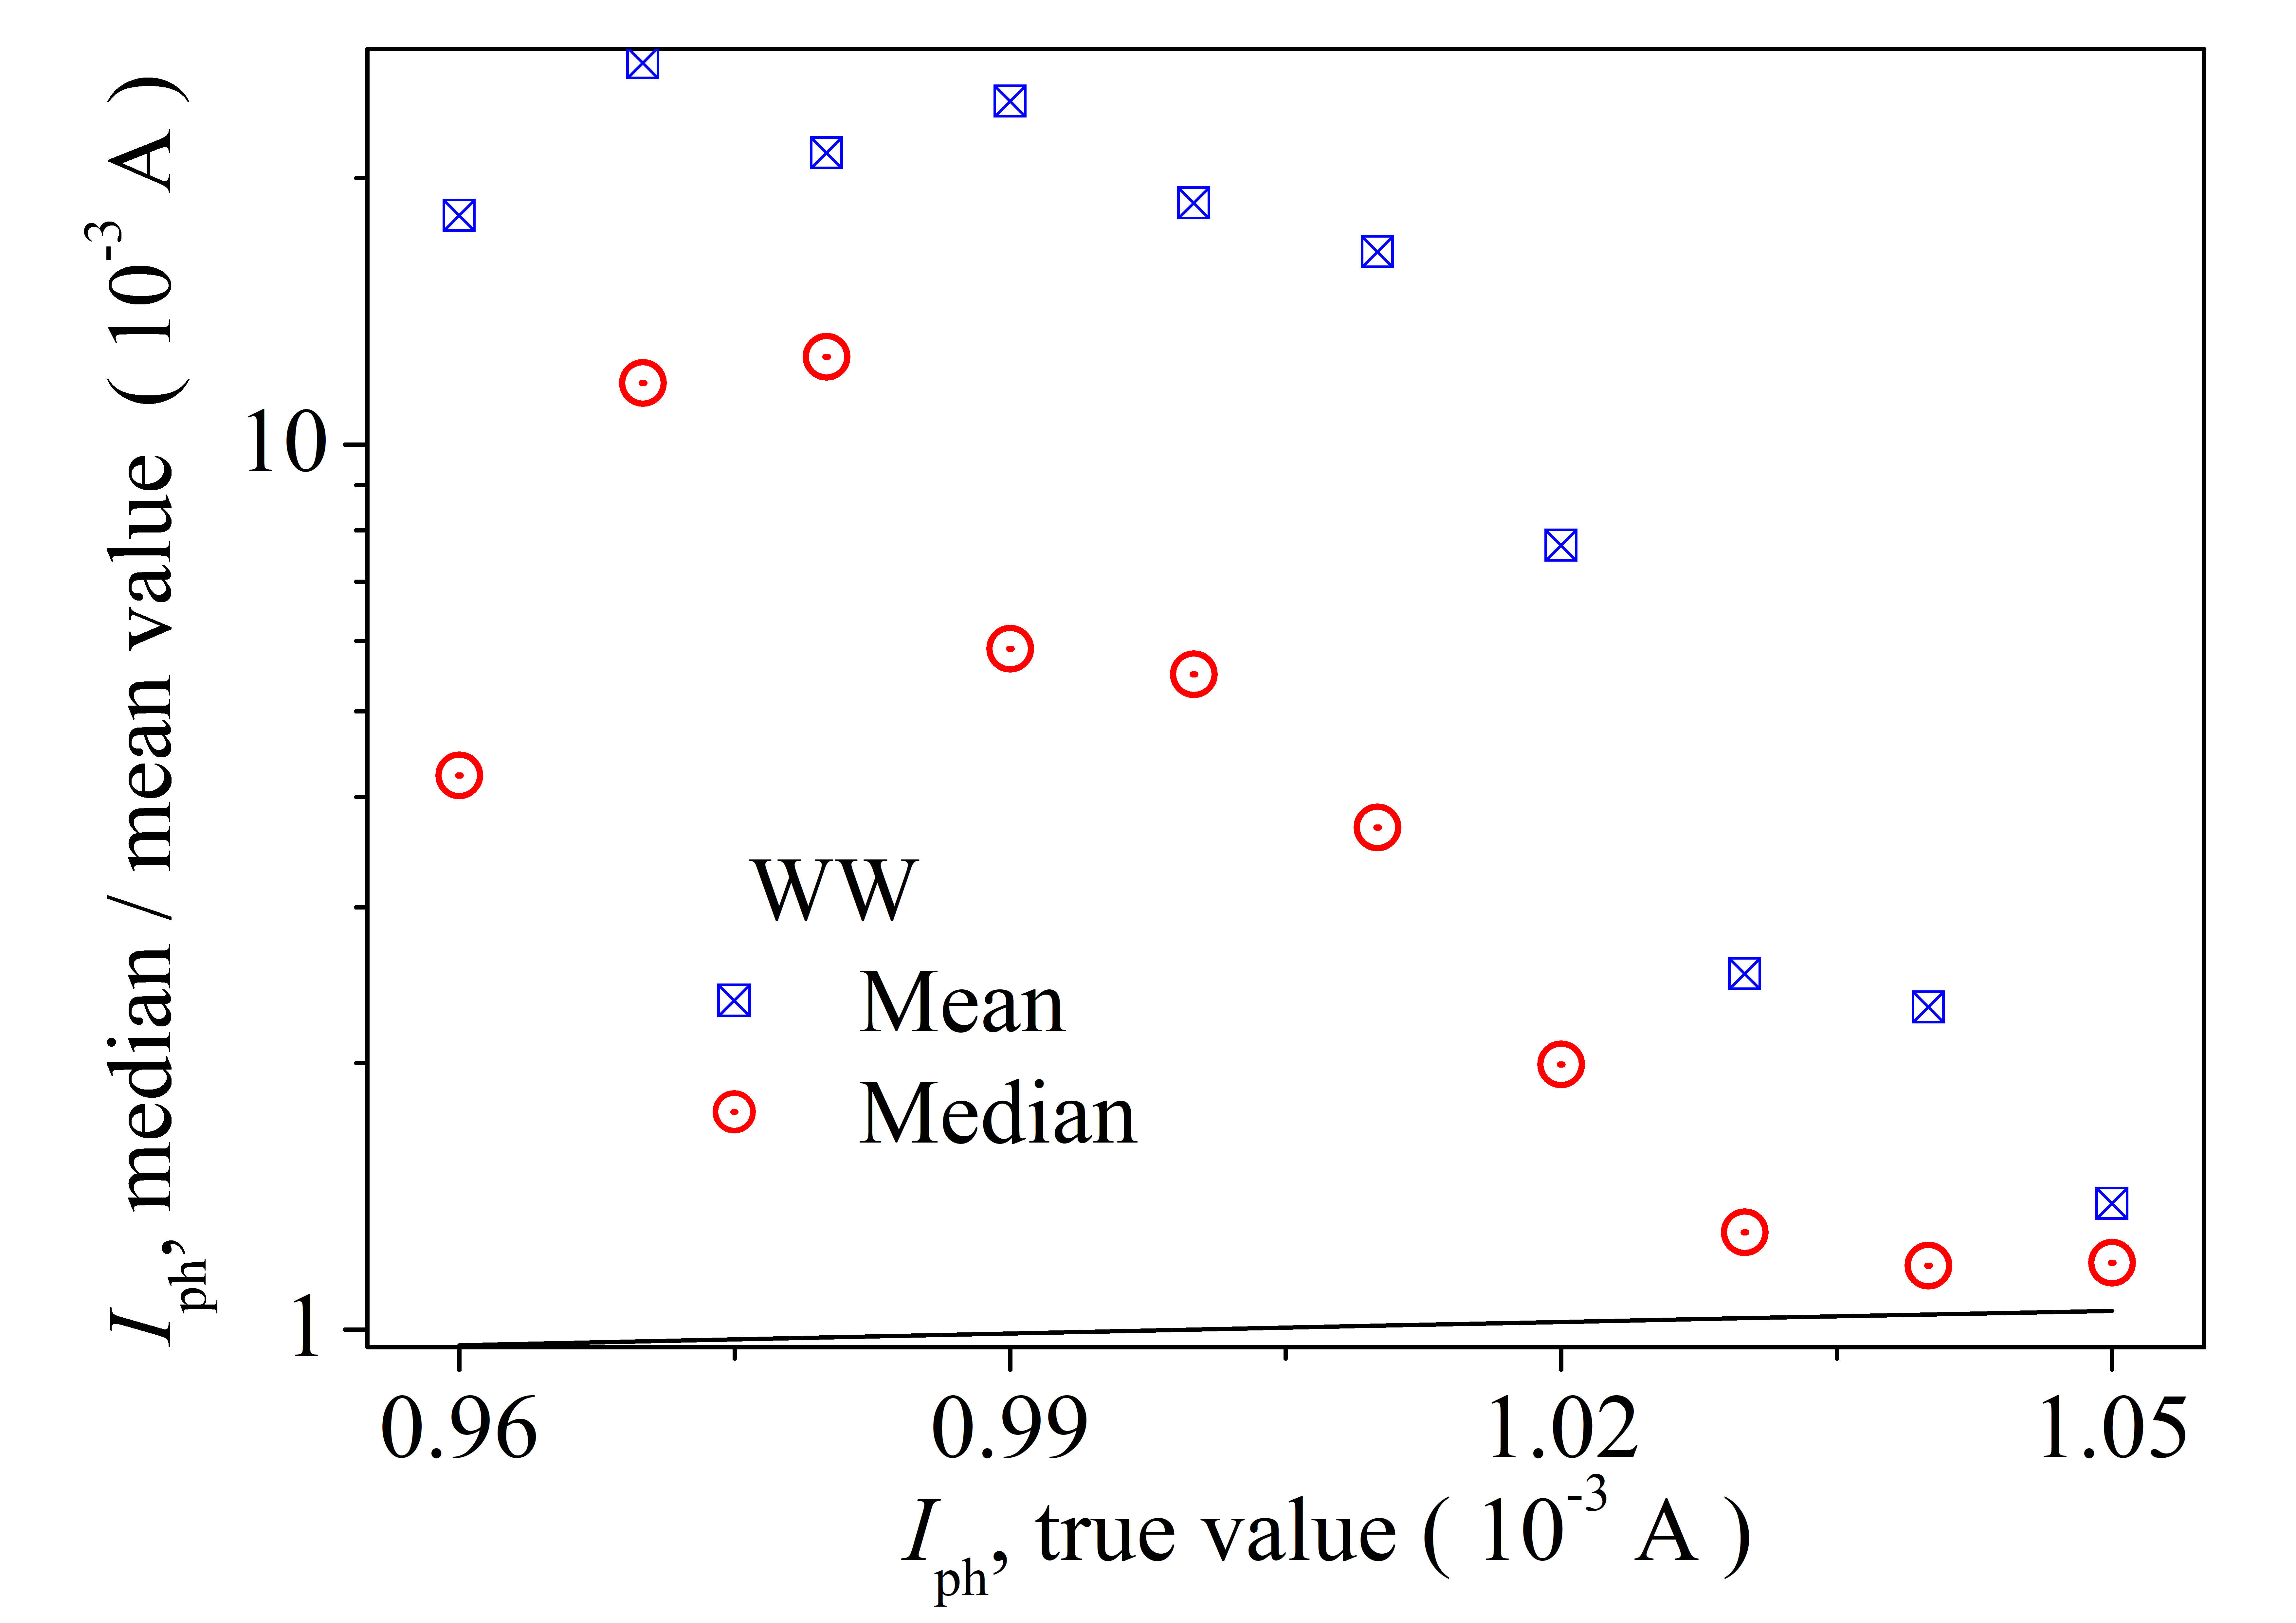 I_ph, median / mean value ( 10^-3 A )
10
1
WW
Mean
Median
0.96 0.99 1.02 1.05
I_ph, true value ( 10^-3 A )